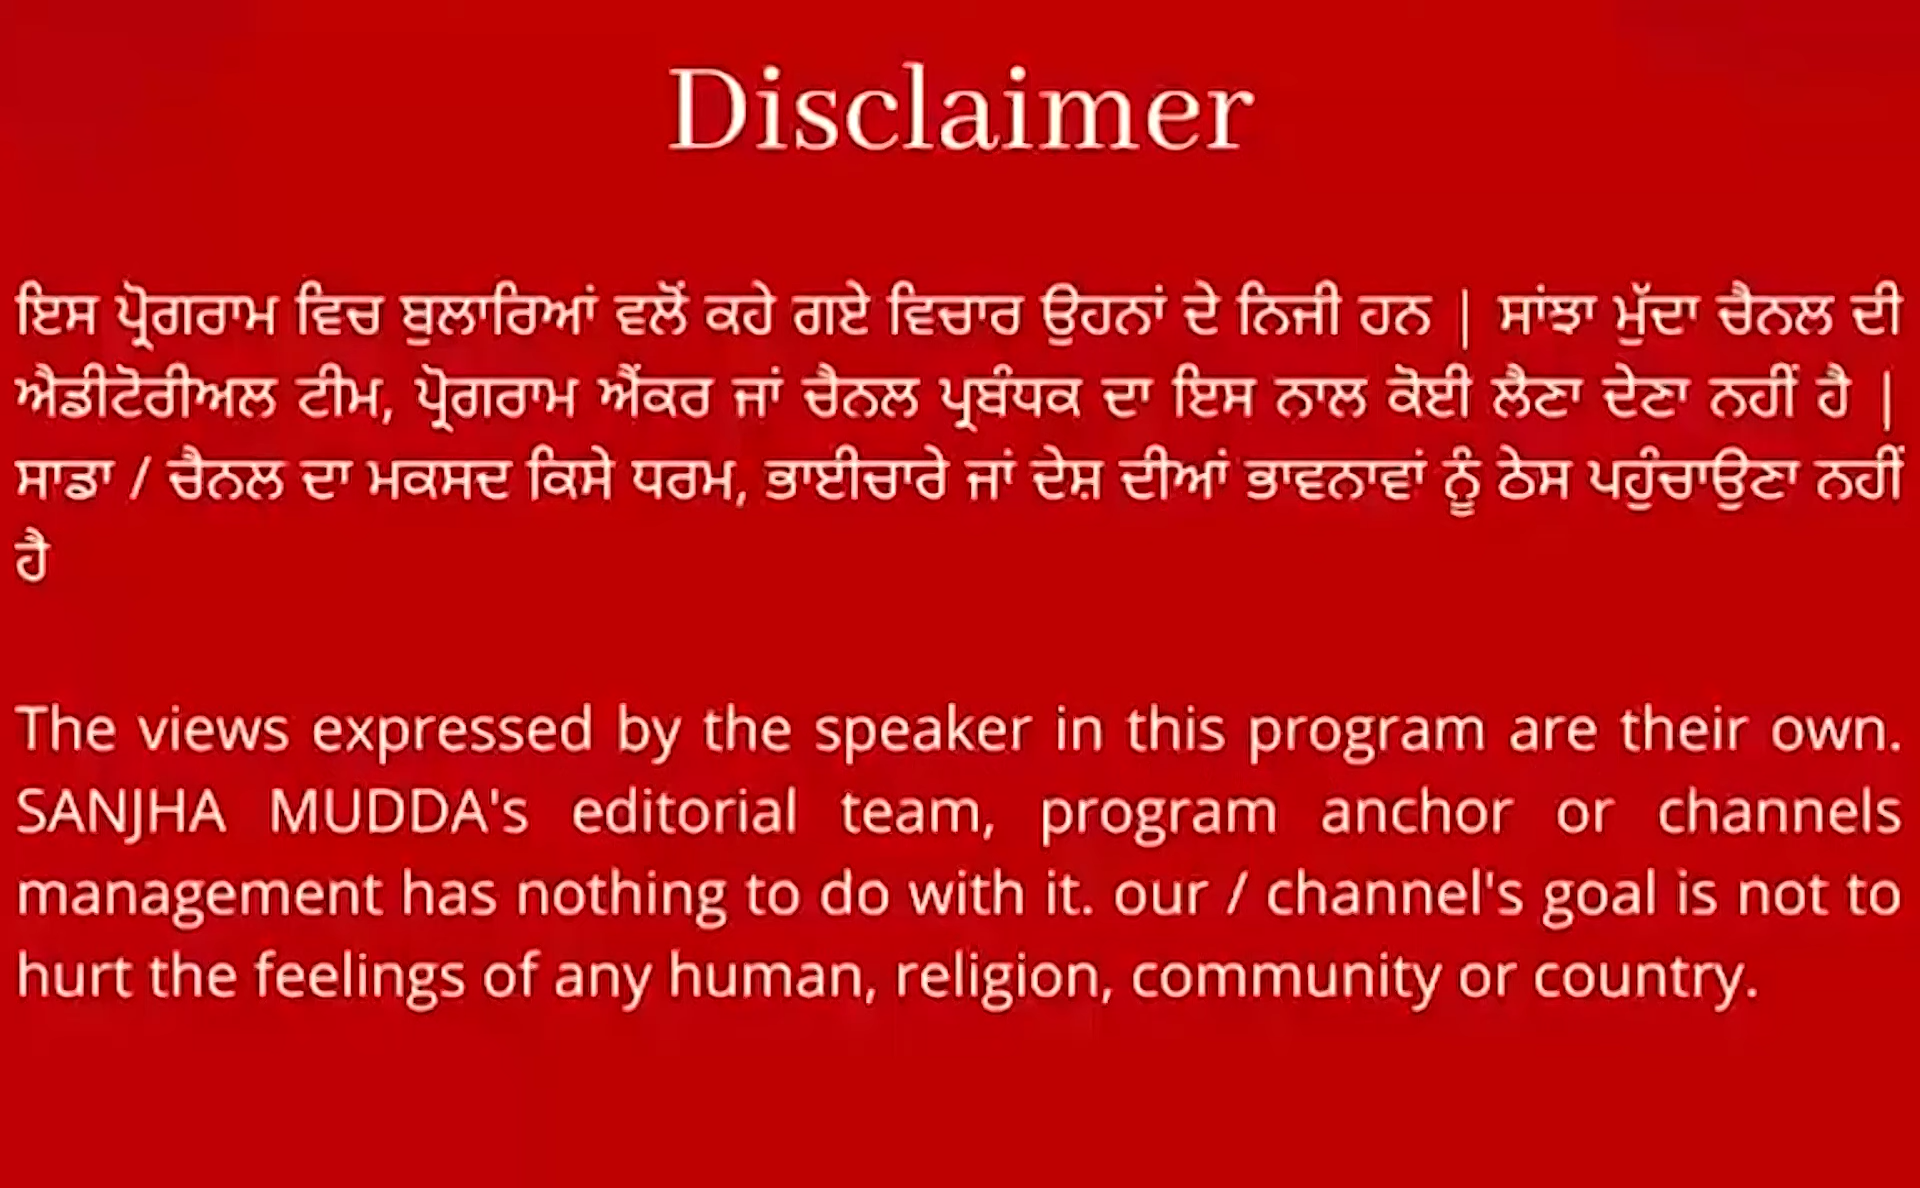 Disclaimer
ਇਸ ਪ੍ਰੋਗਰਾਮ ਵਿਚ ਬੁਲਾਰਿਆਂ ਵਲੋਂ ਕਹੇ ਗਏ ਵਿਚਾਰ ਉਹਨਾਂ ਦੇ ਨਿਜੀ ਹਨ | ਸਾਂਝਾ ਮੁੱਦਾ ਚੈਨਲ ਦੀ
ਐਡੀਟੋਰੀਅਲ ਟੀਮ, ਪ੍ਰੋਗਰਾਮ ਐਂਕਰ ਜਾਂ ਚੈਨਲ ਪ੍ਰਬੰਧਕ ਦਾ ਇਸ ਨਾਲ ਕੋਈ ਲੈਣਾ ਦੇਣਾ ਨਹੀਂ ਹੈ |
ਸਾਡਾ / ਚੈਨਲ ਦਾ ਮਕਸਦ ਕਿਸੇ ਧਰਮ, ਭਾਈਚਾਰੇ ਜਾਂ ਦੇਸ਼ ਦੀਆਂ ਭਾਵਨਾਵਾਂ ਨੂੰ ਠੇਸ ਪਹੁੰਚਾਉਣਾ ਨਹੀਂ
ਹੈ
The views expressed by the speaker in this program are their own.
SANJHA MUDDA's editorial team, program anchor or channels
management has nothing to do with it. our / channel's goal is not to
hurt the feelings of any human, religion, community or country.